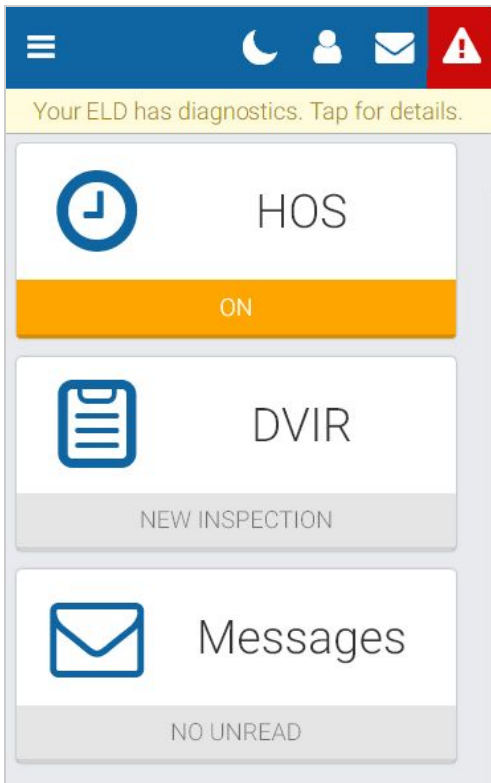 Your ELD has diagnostics. Tap for details.
HOS
ON
DVIR
NEW INSPECTION
Messages
NO UNREAD